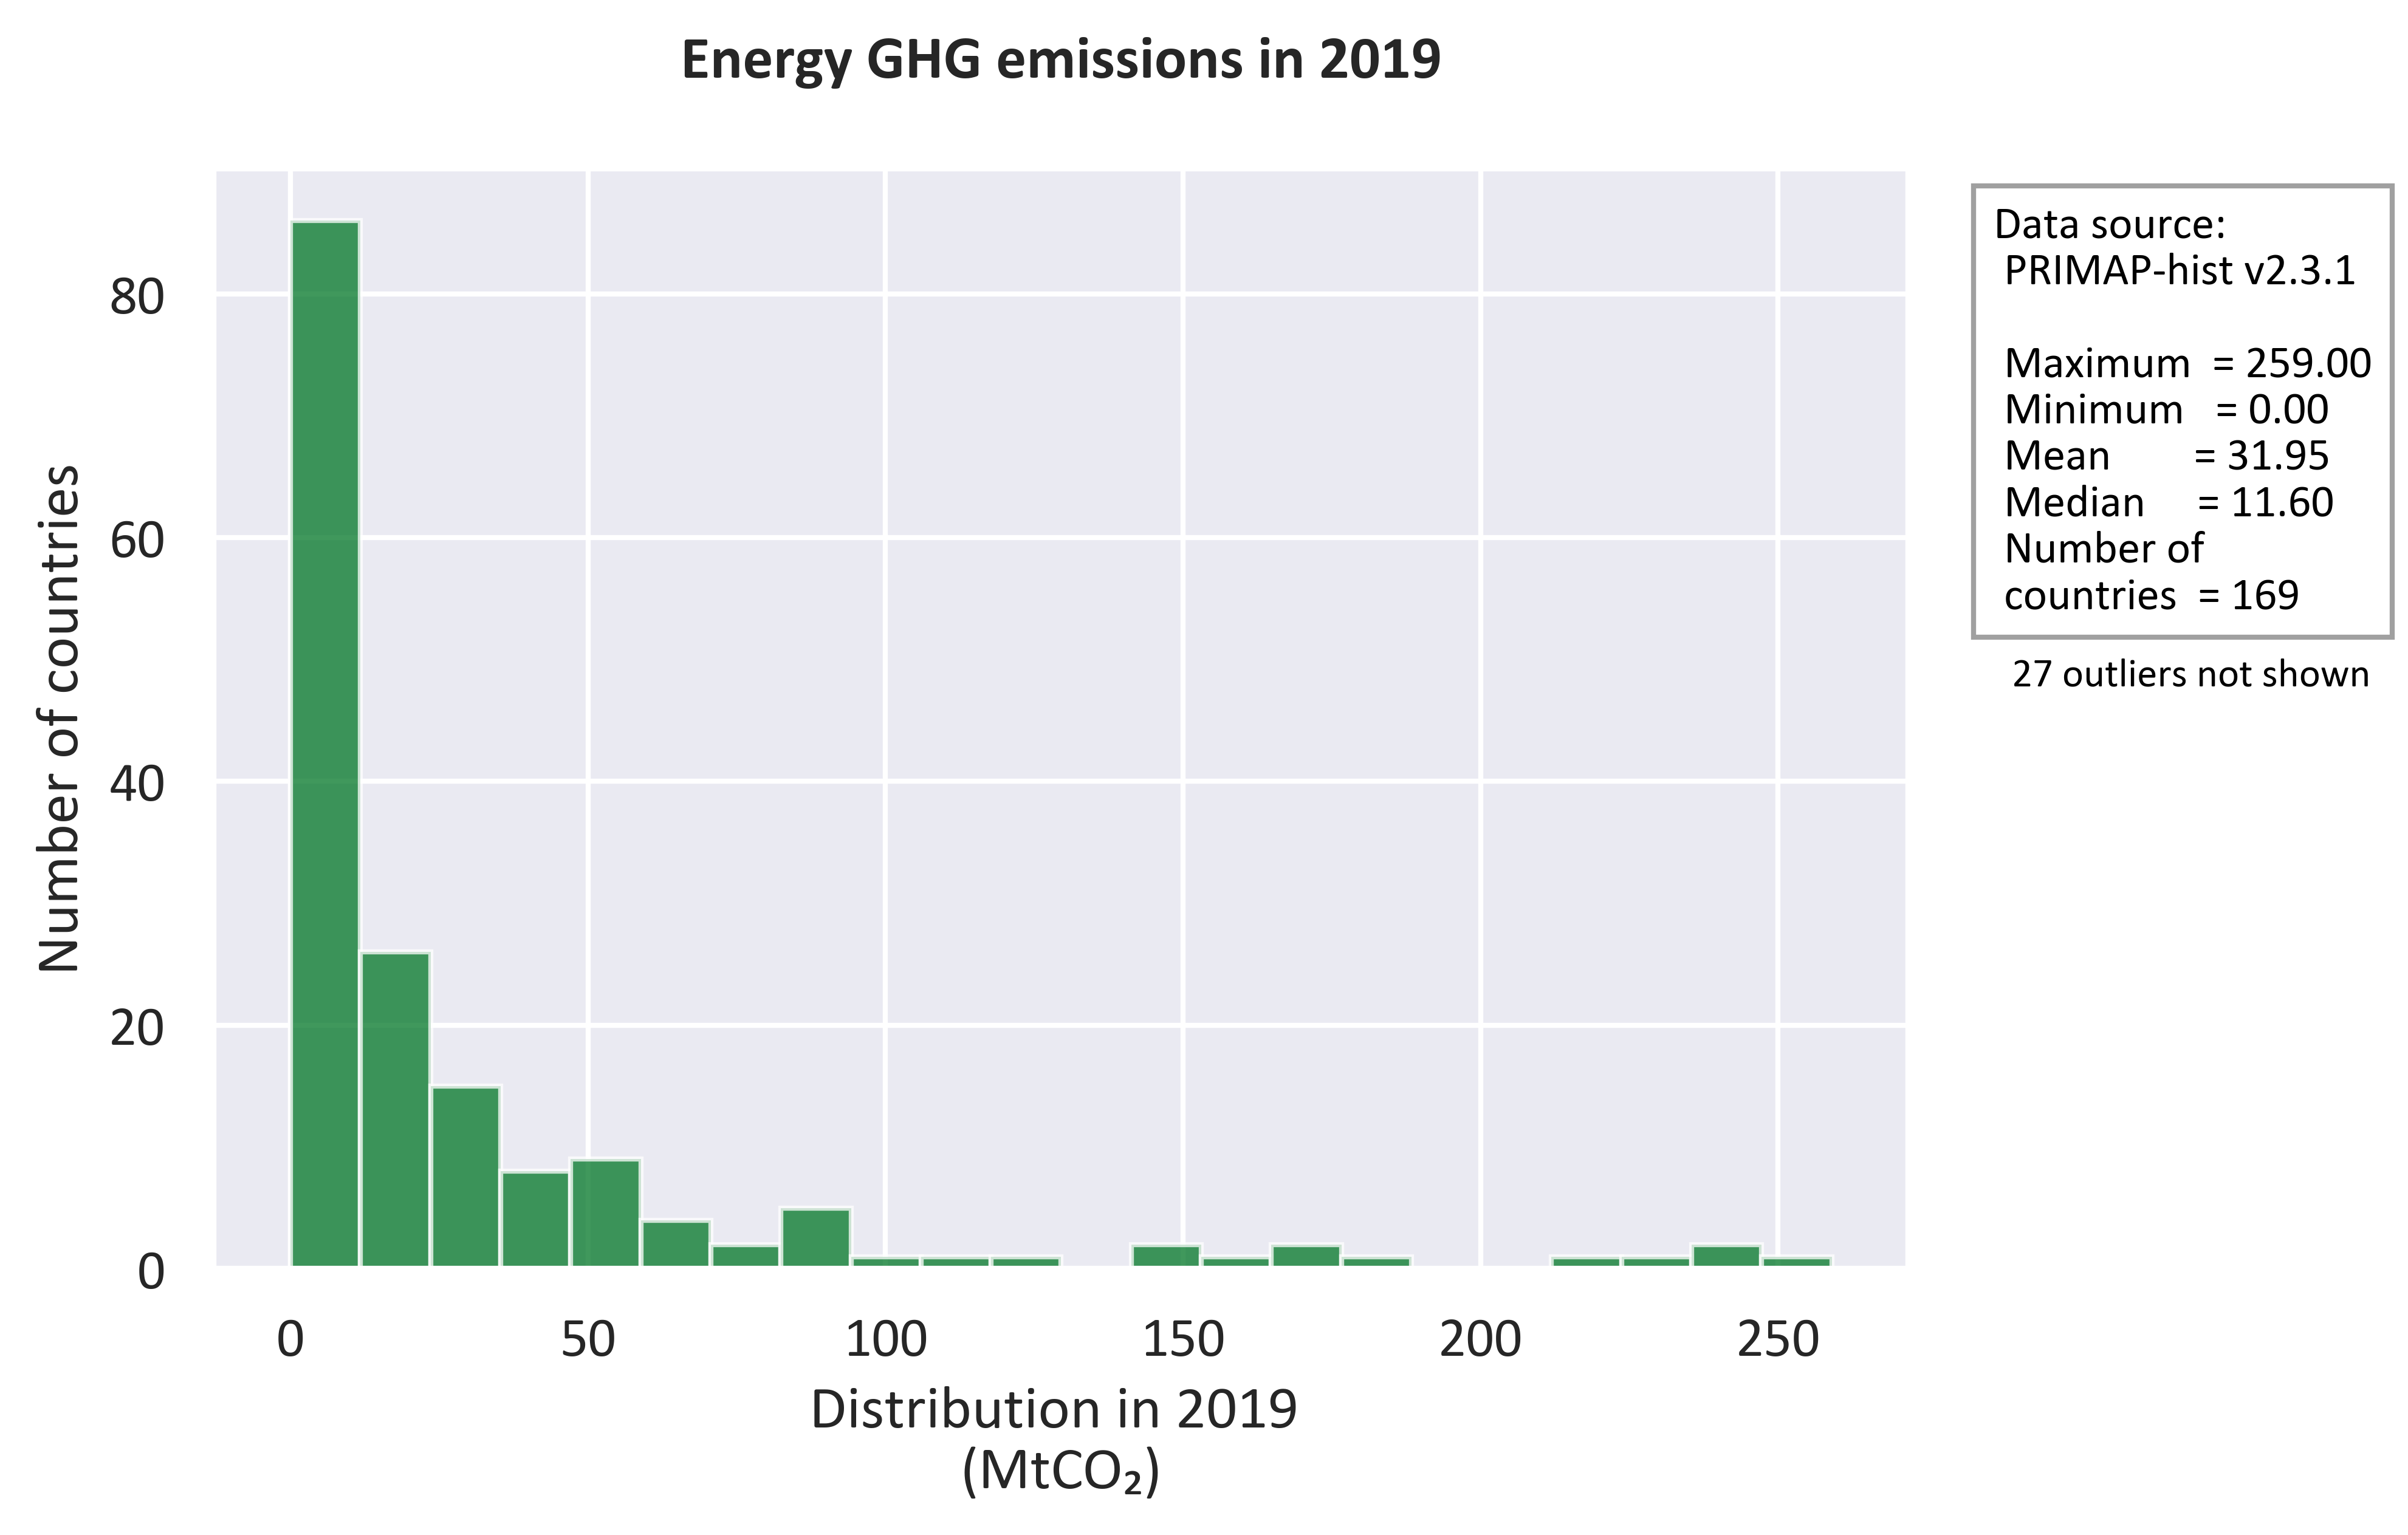 Energy GHG emissions in 2019
Data source:
PRIMAP-hist v2.3.1
Maximum = 259.00
Minimum = 0.00
Mean = 31.95
Median = 11.60
Number of
countries = 169
27 outliers not shown
Number of countries
80
60
40
20
0
0 50 100 150 200 250
Distribution in 2019
(MtCO₂)